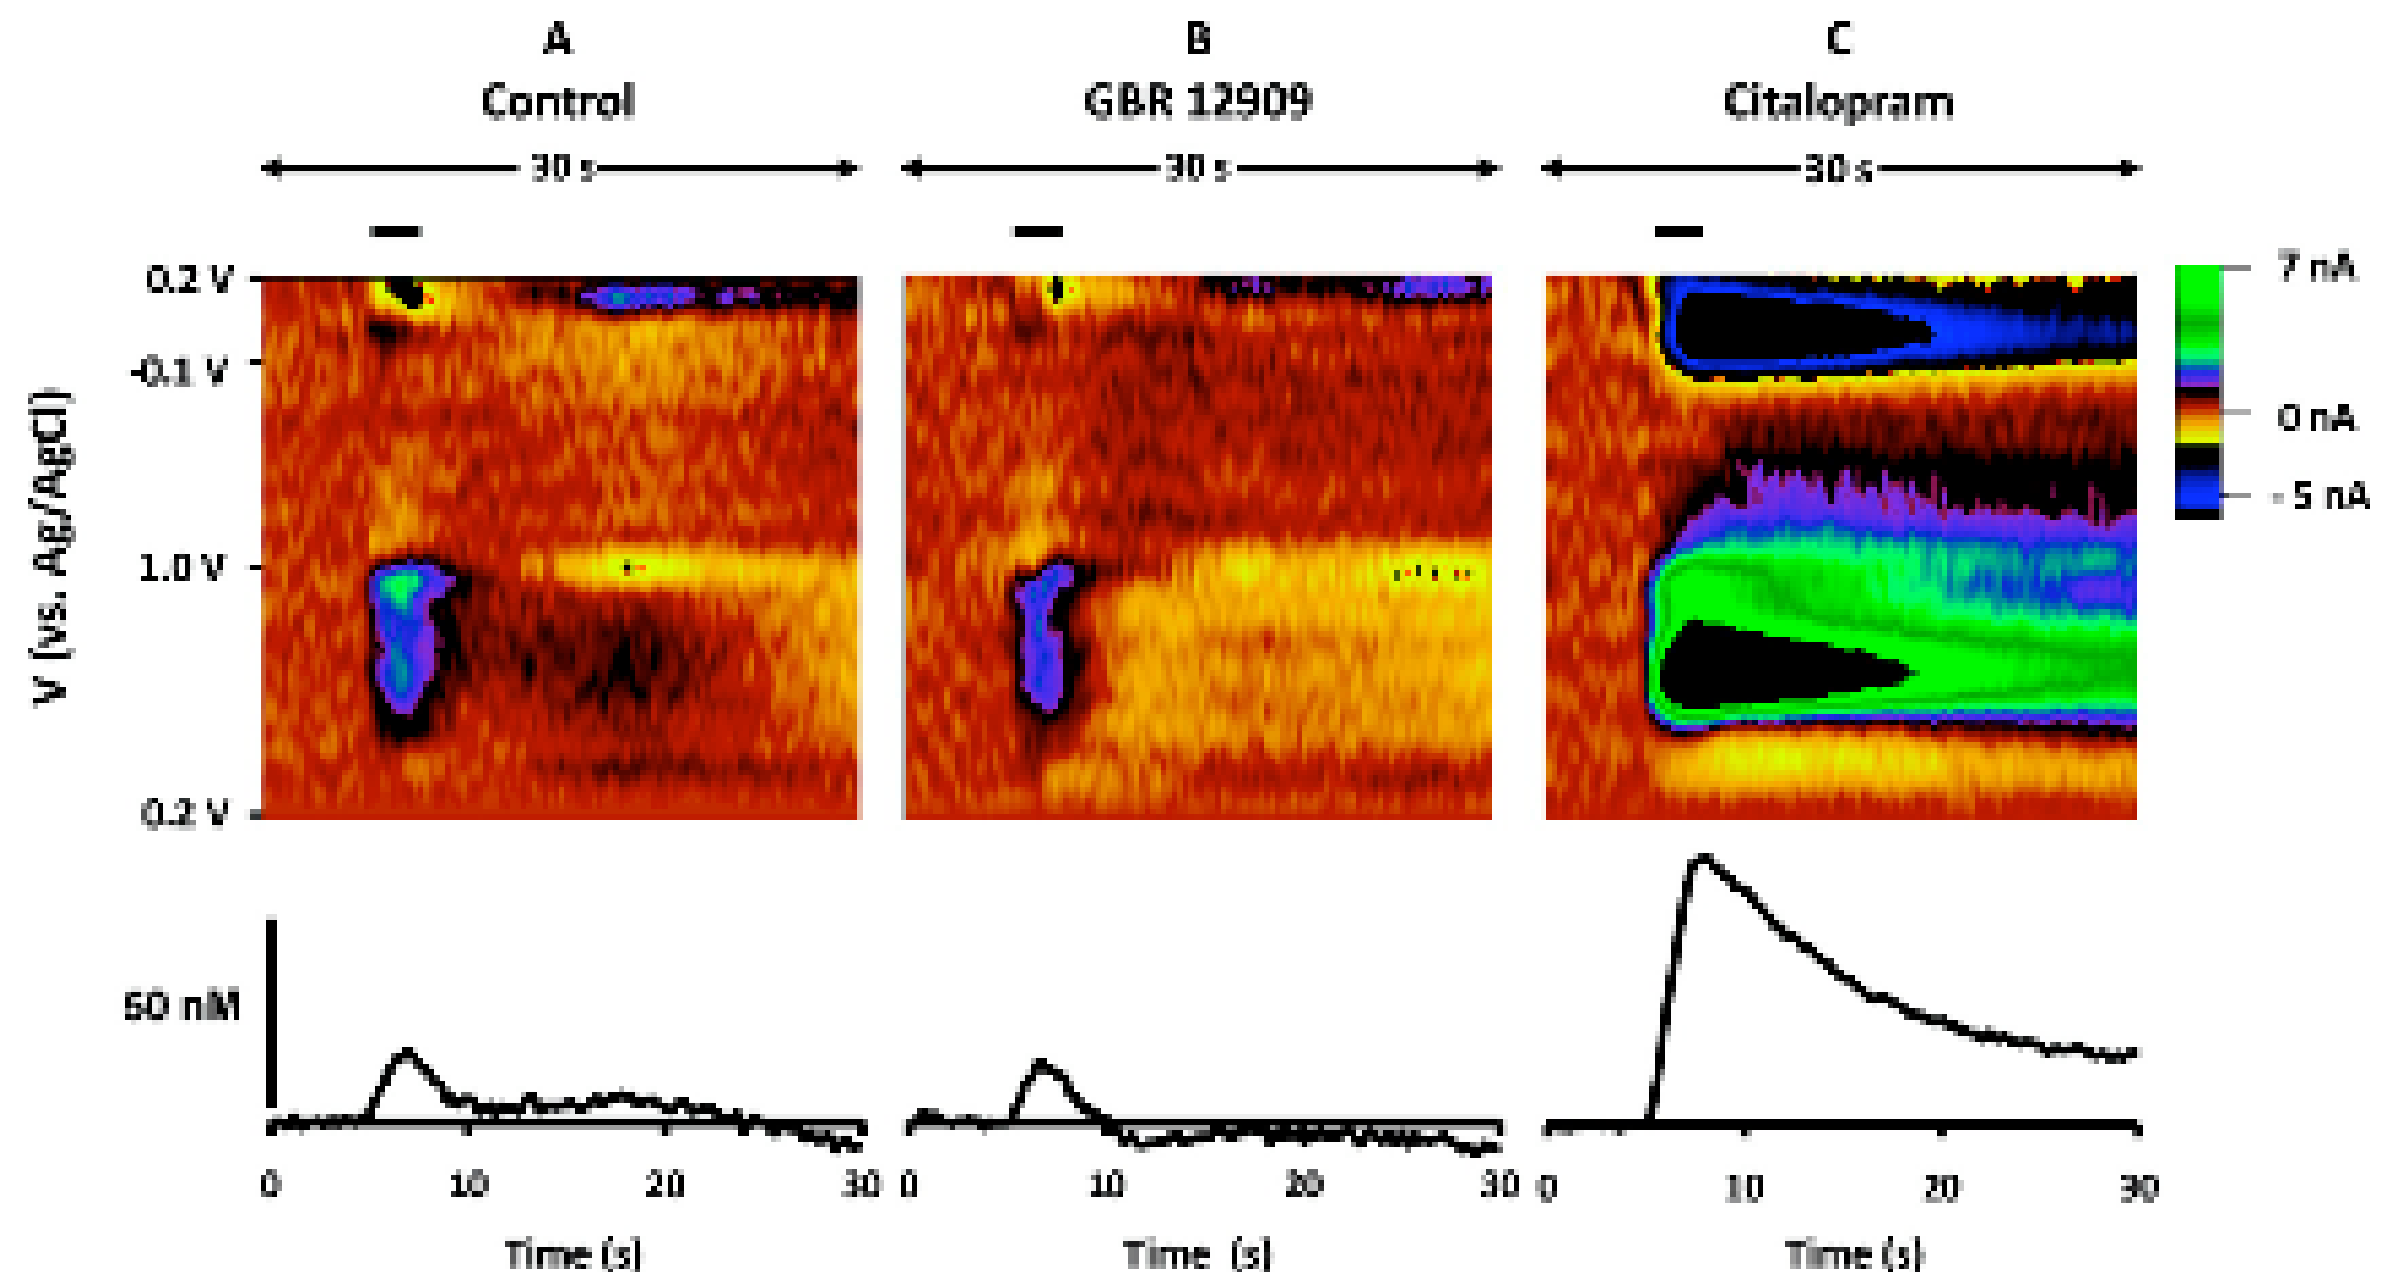 A
Control
30 s
B
GBR 12909
30 s
C
Citalopram
30 s
V (vs. Ag/AgCl)
0.2 V
-0.1 V
1.0 V
0.2 V
7 nA
0 nA
- 5 nA
nM
0 10 20 30
Time (s)
0 10 20 30
Time (s)
0 10 20 30
Time (s)